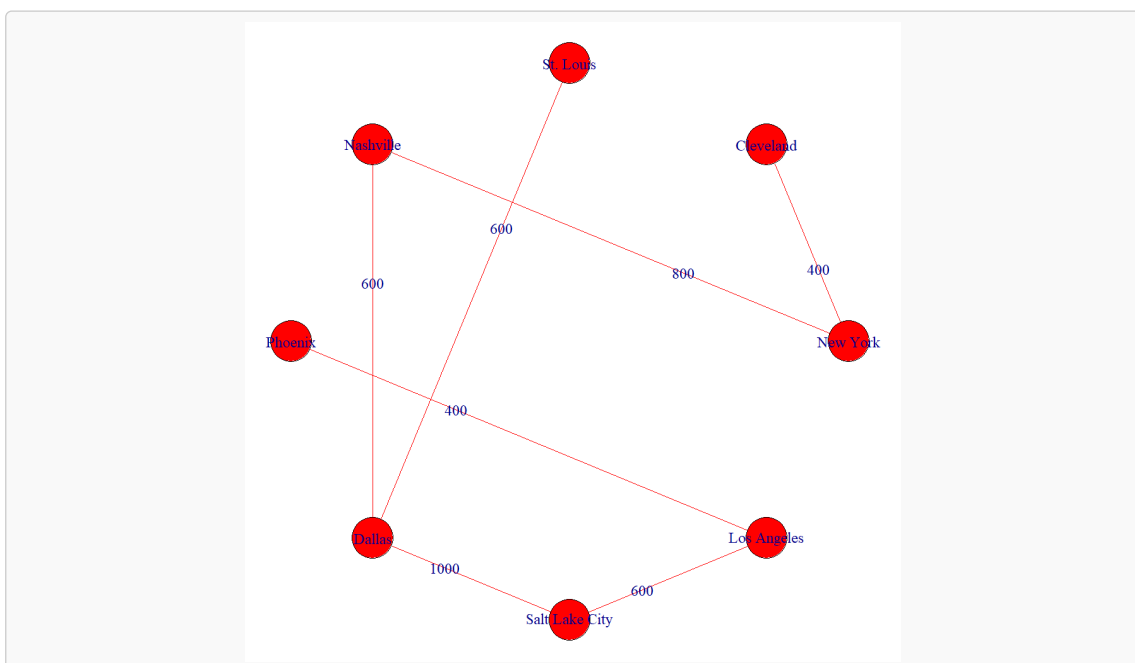 St. Louis
Nashville
Cleveland
600
800
400
600
Phoenix
New York
400
Dallas
Los Angeles
1000
600
Salt Lake City